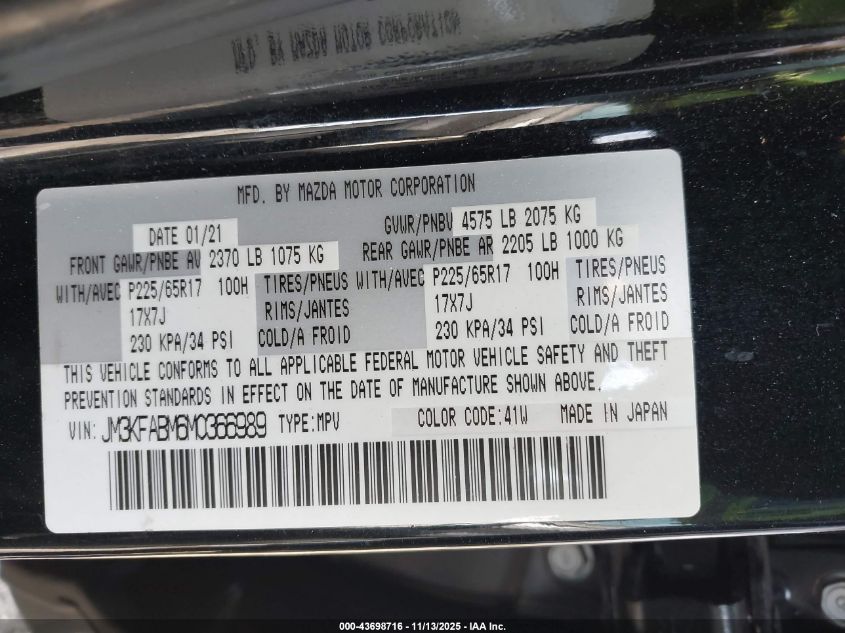 MFD. BY MAZDA MOTOR CORPORATION
DATE 01/21 GVWR/PNBV 4575 LB 2075 KG
FRONT GAWR/PNBE AV 2370 LB 1075 KG REAR GAWR/PNBE AR 2205 LB 1000 KG
WITH/AVEC P225/65R17 100H TIRES/PNEUS WITH/AVEC P225/65R17 100H TIRES/PNEUS
17X7J RIMS/JANTES 17X7J RIMS/JANTES
230 KPA/34 PSI COLD/A FROID 230 KPA/34 PSI COLD/A FROID
THIS VEHICLE CONFORMS TO ALL APPLICABLE FEDERAL MOTOR VEHICLE SAFETY AND THEFT
PREVENTION STANDARDS IN EFFECT ON THE DATE OF MANUFACTURE SHOWN ABOVE.
VIN: JM3KFABM6M0366989 TYPE:MPV COLOR CODE:41W MADE IN JAPAN
000-43698716 - 11/13/2025 - IAA Inc.